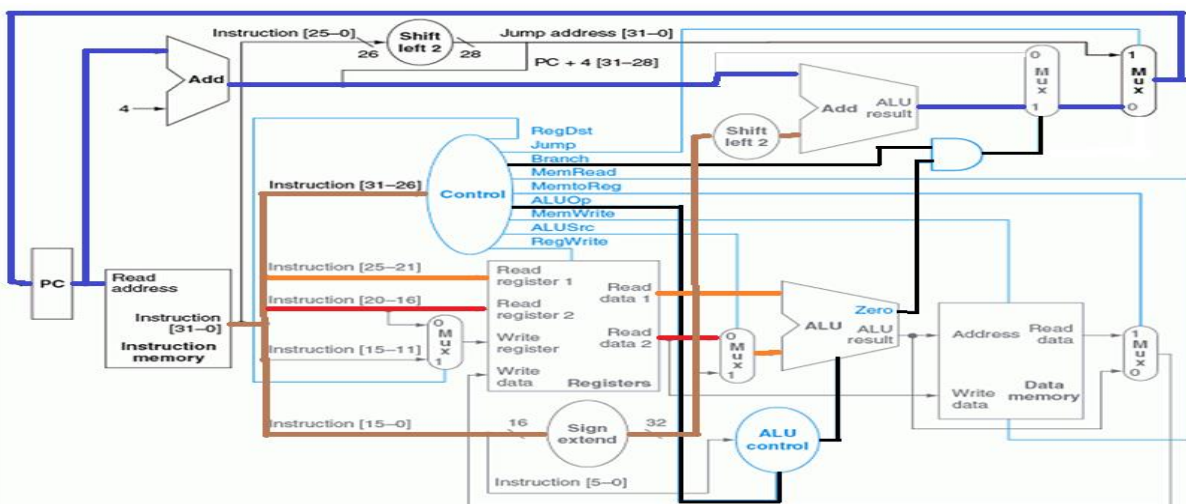 Instruction [25–0]
Shift
left 2
Jump address [31–0]
26
28
PC + 4 [31–28]
Add
4
0
M
u
x
1
1
M
u
x
0
Add
ALU
result
Shift
left 2
RegDst
Jump
Branch
MemRead
MemtoReg
ALUOp
MemWrite
ALUSrc
RegWrite
Instruction [31–26]
Control
PC
Read
address
Instruction
[31–0]
Instruction
memory
Instruction [25–21]
Instruction [20–16]
Instruction [15–11]
0
M
u
x
1
Read
register 1
Read
register 2
Write
register
Write
data
Read
data 1
Read
data 2
Registers
0
M
u
x
1
Zero
ALU
ALU
result
Address
Read
data
Write
data
Data
memory
1
M
u
x
0
Instruction [15–0]
16
Sign
extend
32
ALU
control
Instruction [5–0]